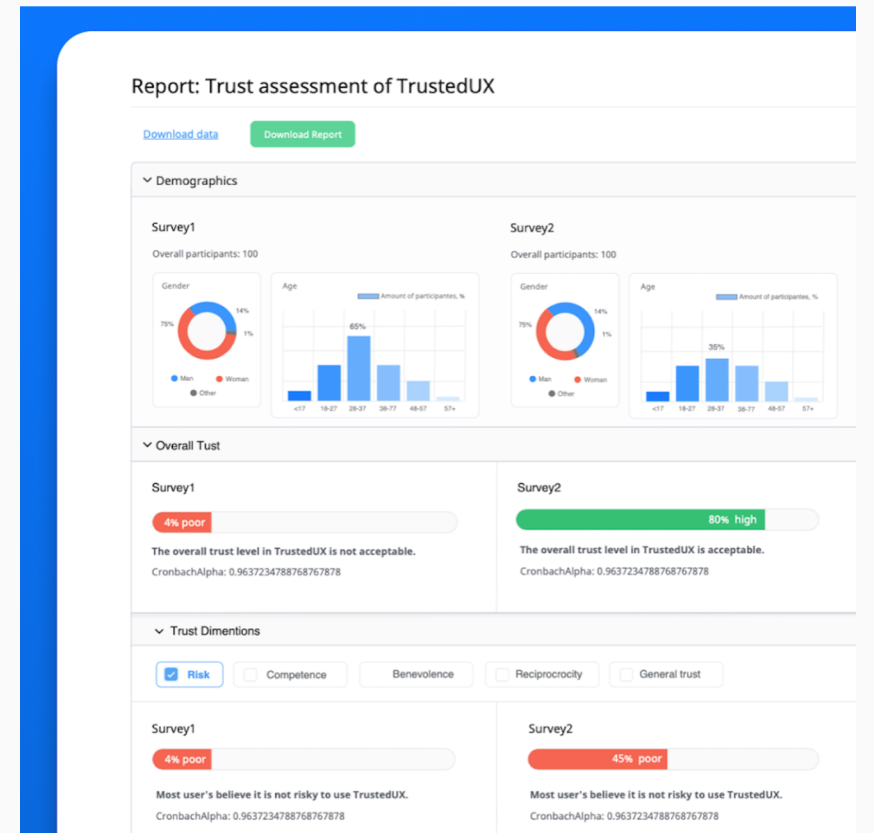 Report: Trust assessment of TrustedUX
Download data
Download Report
Demographics
Survey1
Overall participants: 100
Gender
75%
14%
1%
Man
Woman
Other
Age
Amount of participantes, %
65%
<17 18-27 28-37 38-77 48-57 57+
Survey2
Overall participants: 100
Gender
75%
14%
1%
Man
Woman
Other
Age
Amount of participantes, %
35%
<17 18-27 28-37 38-77 48-57 57+
Overall Tust
Survey1
4% poor
The overall trust level in TrustedUX is not acceptable.
CronbachAlpha: 0.9637234788768767878
Survey2
80% high
The overall trust level in TrustedUX is acceptable.
CronbachAlpha: 0.9637234788768767878
Trust Dimentions
Risk
Competence
Benevolence
Reciprocrocity
General trust
Survey1
4% poor
Most user's believe it is not risky to use TrustedUX.
CronbachAlpha: 0.9637234788768767878
Survey2
45% poor
Most user's believe it is not risky to use TrustedUX.
CronbachAlpha: 0.9637234788768767878